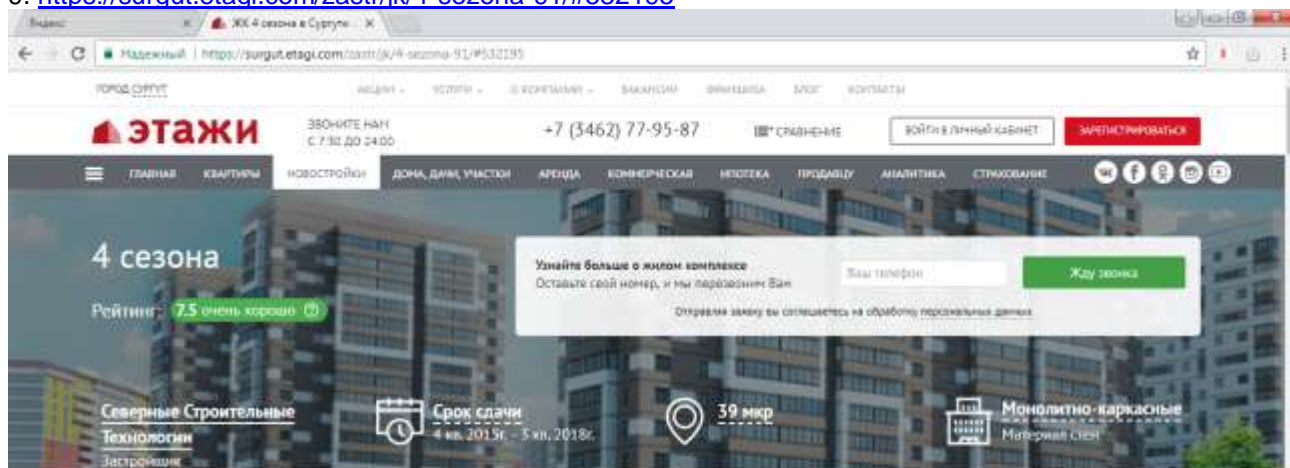 https://surgut.etagi.com/zastr/jk/4-sezona-91/#532195
Яндекс ЖК 4 сезона в Сургуте
Надежный https://surgut.etagi.com/zastr/jk/4-sezona-91/#532195
ГОРОД СУРГУТ АКЦИИ УСЛУГИ О КОМПАНИИ ВАКАНСИИ ФРАНШИЗА БЛОГ КОНТАКТЫ
этажи ЗВОНИТЕ НАМ +7 (3462) 77-95-87 СРАВНЕНИЕ ВОЙТИ В ЛИЧНЫЙ КАБИНЕТ ЗАРЕГИСТРИРОВАТЬСЯ
С 7:30 ДО 24:00
ГЛАВНАЯ КВАРТИРЫ НОВОСТРОЙКИ ДОМА, ДАЧИ, УЧАСТКИ АРЕНДА КОММЕРЧЕСКАЯ ИПОТЕКА ПРОДАВЦУ АНАЛИТИКА СТРАХОВАНИЕ
4 сезона
Рейтинг: 7.5 очень хорошо
Узнайте больше о жилом комплексе
Оставьте свой номер, и мы перезвоним Вам
Ваш телефон Жду звонка
Отправляя заявку вы соглашаетесь на обработку персональных данных
Северные Строительные
Технологии
Застройщик
Срок сдачи
4 кв. 2015г. – 3 кв. 2018г.
39 мкр
Монолитно-каркасные
Материал стен